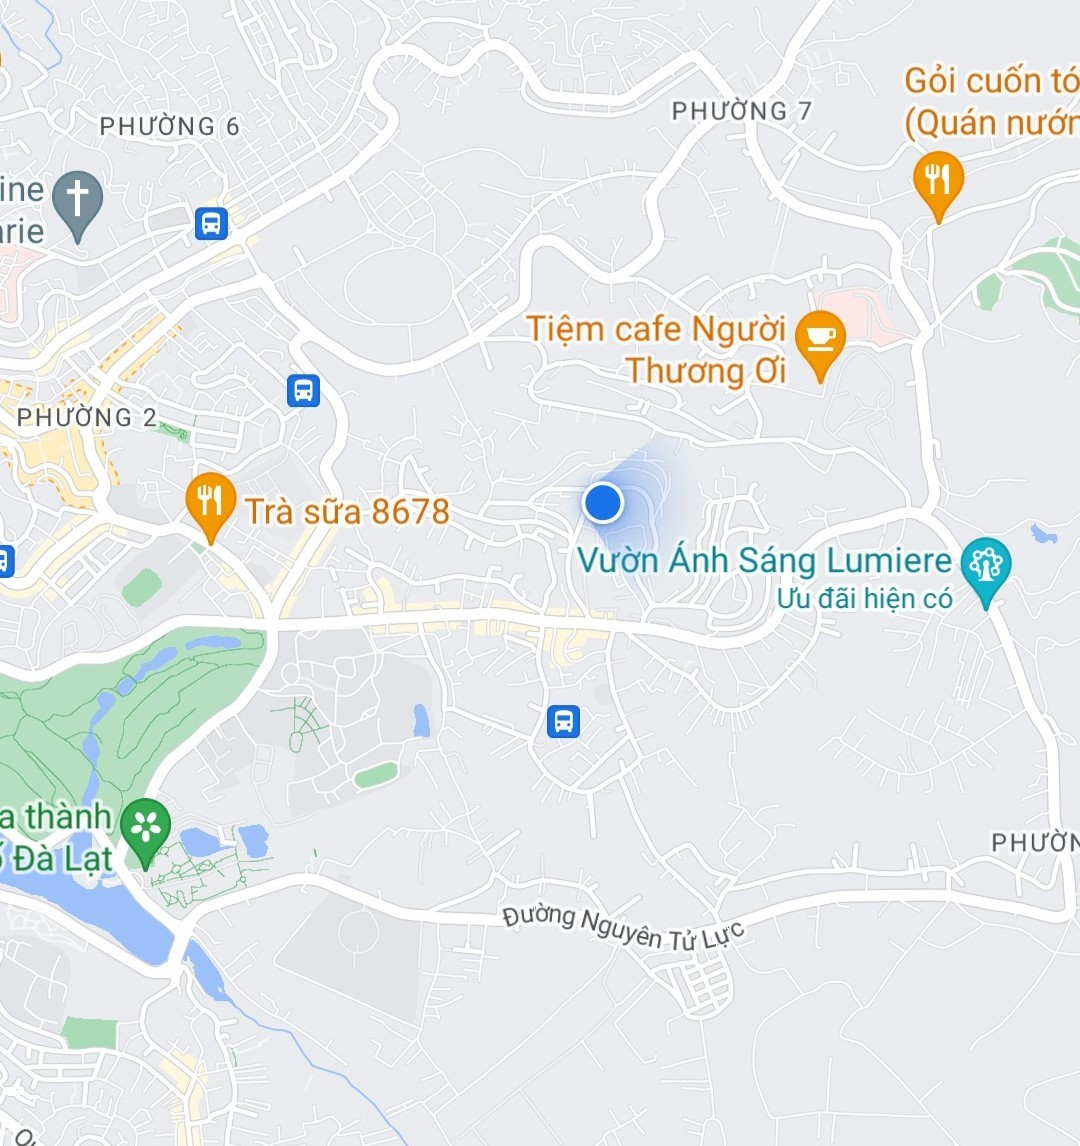 Gỏi cuốn tó
(Quán nướn
PHƯỜNG 7
PHƯỜNG 6
ine
arie
Tiệm cafe Người
Thương Ơi
PHƯỜNG 2
Trà sữa 8678
Vườn Ánh Sáng Lumiere
Ưu đãi hiện có
a thành
ố Đà Lạt
PHƯỜN
Đường Nguyên Tử Lực